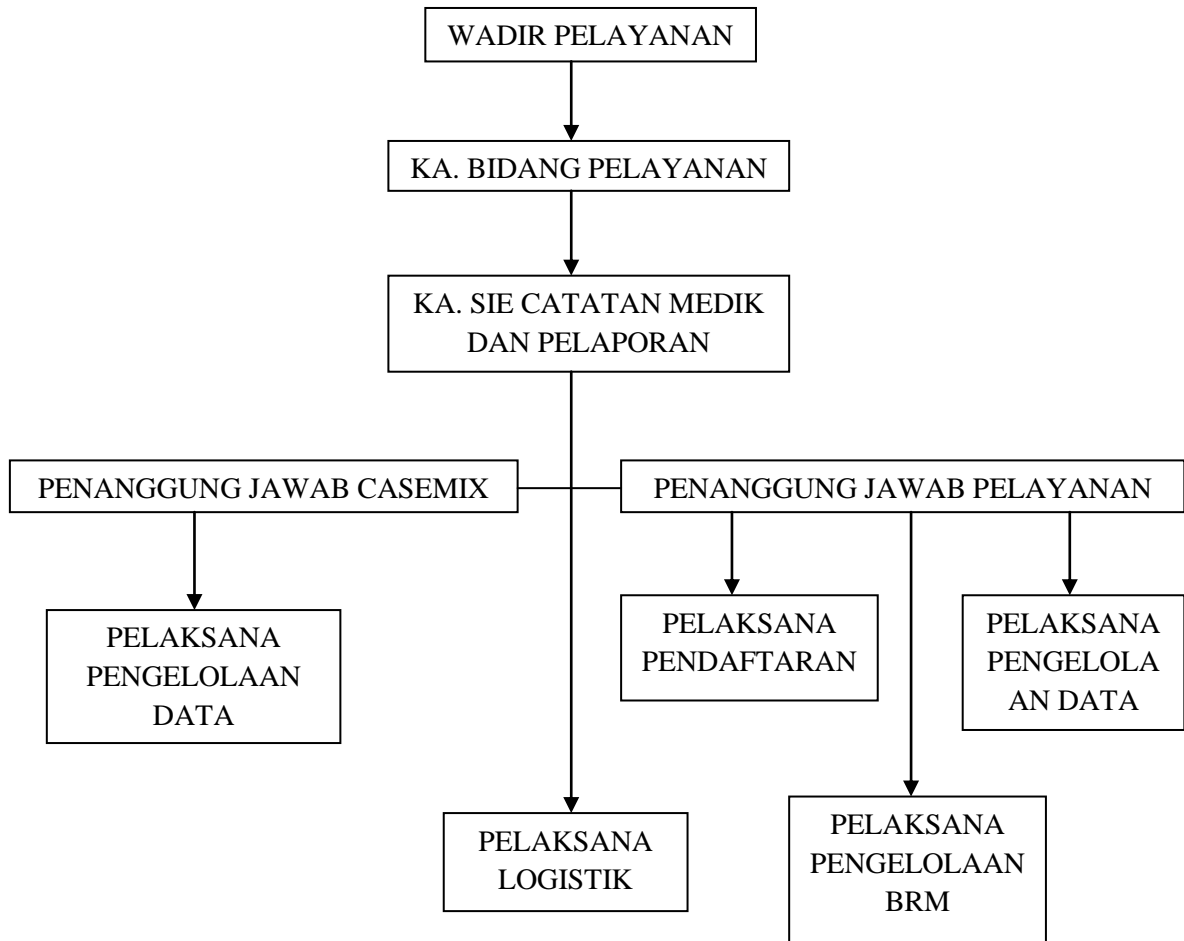 WADIR PELAYANAN
KA. BIDANG PELAYANAN
KA. SIE CATATAN MEDIK
DAN PELAPORAN
PENANGGUNG JAWAB CASEMIX
PENANGGUNG JAWAB PELAYANAN
PELAKSANA
PENGELOLAAN
DATA
PELAKSANA
PENDAFTARAN
PELAKSANA
PENGELOLA
AN DATA
PELAKSANA
LOGISTIK
PELAKSANA
PENGELOLAAN
BRM